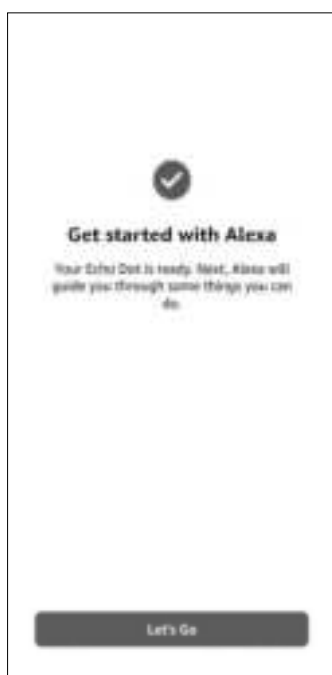 Get started with Alexa
Your Echo Dot is ready. Next, Alexa will
guide you through some things you can
do.
Let's Go